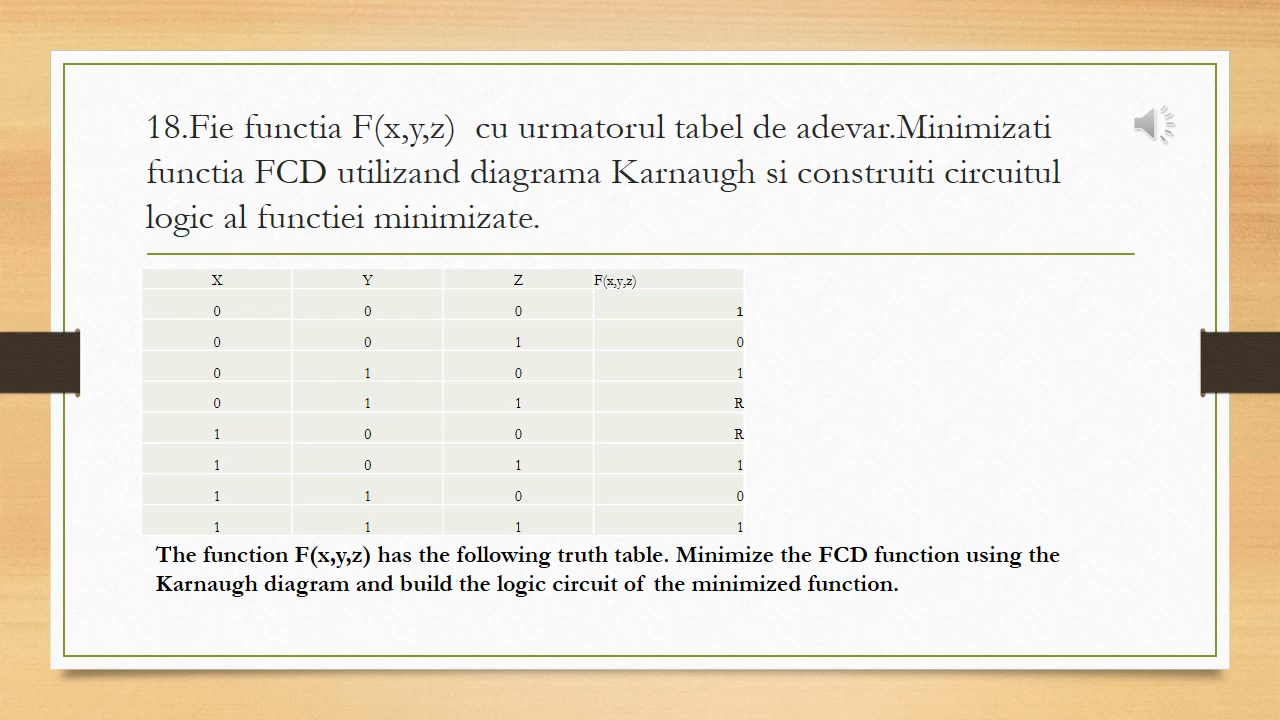 18.Fie functia F(x,y,z) cu urmatorul tabel de adevar.Minimizati
functia FCD utilizand diagrama Karnaugh si construiti circuitul
logic al functiei minimizate.
X Y Z F(x,y,z)
0 0 0 1
0 0 1 0
0 1 0 1
0 1 1 R
1 0 0 R
1 0 1 1
1 1 0 0
1 1 1 1
The function F(x,y,z) has the following truth table. Minimize the FCD function using the
Karnaugh diagram and build the logic circuit of the minimized function.